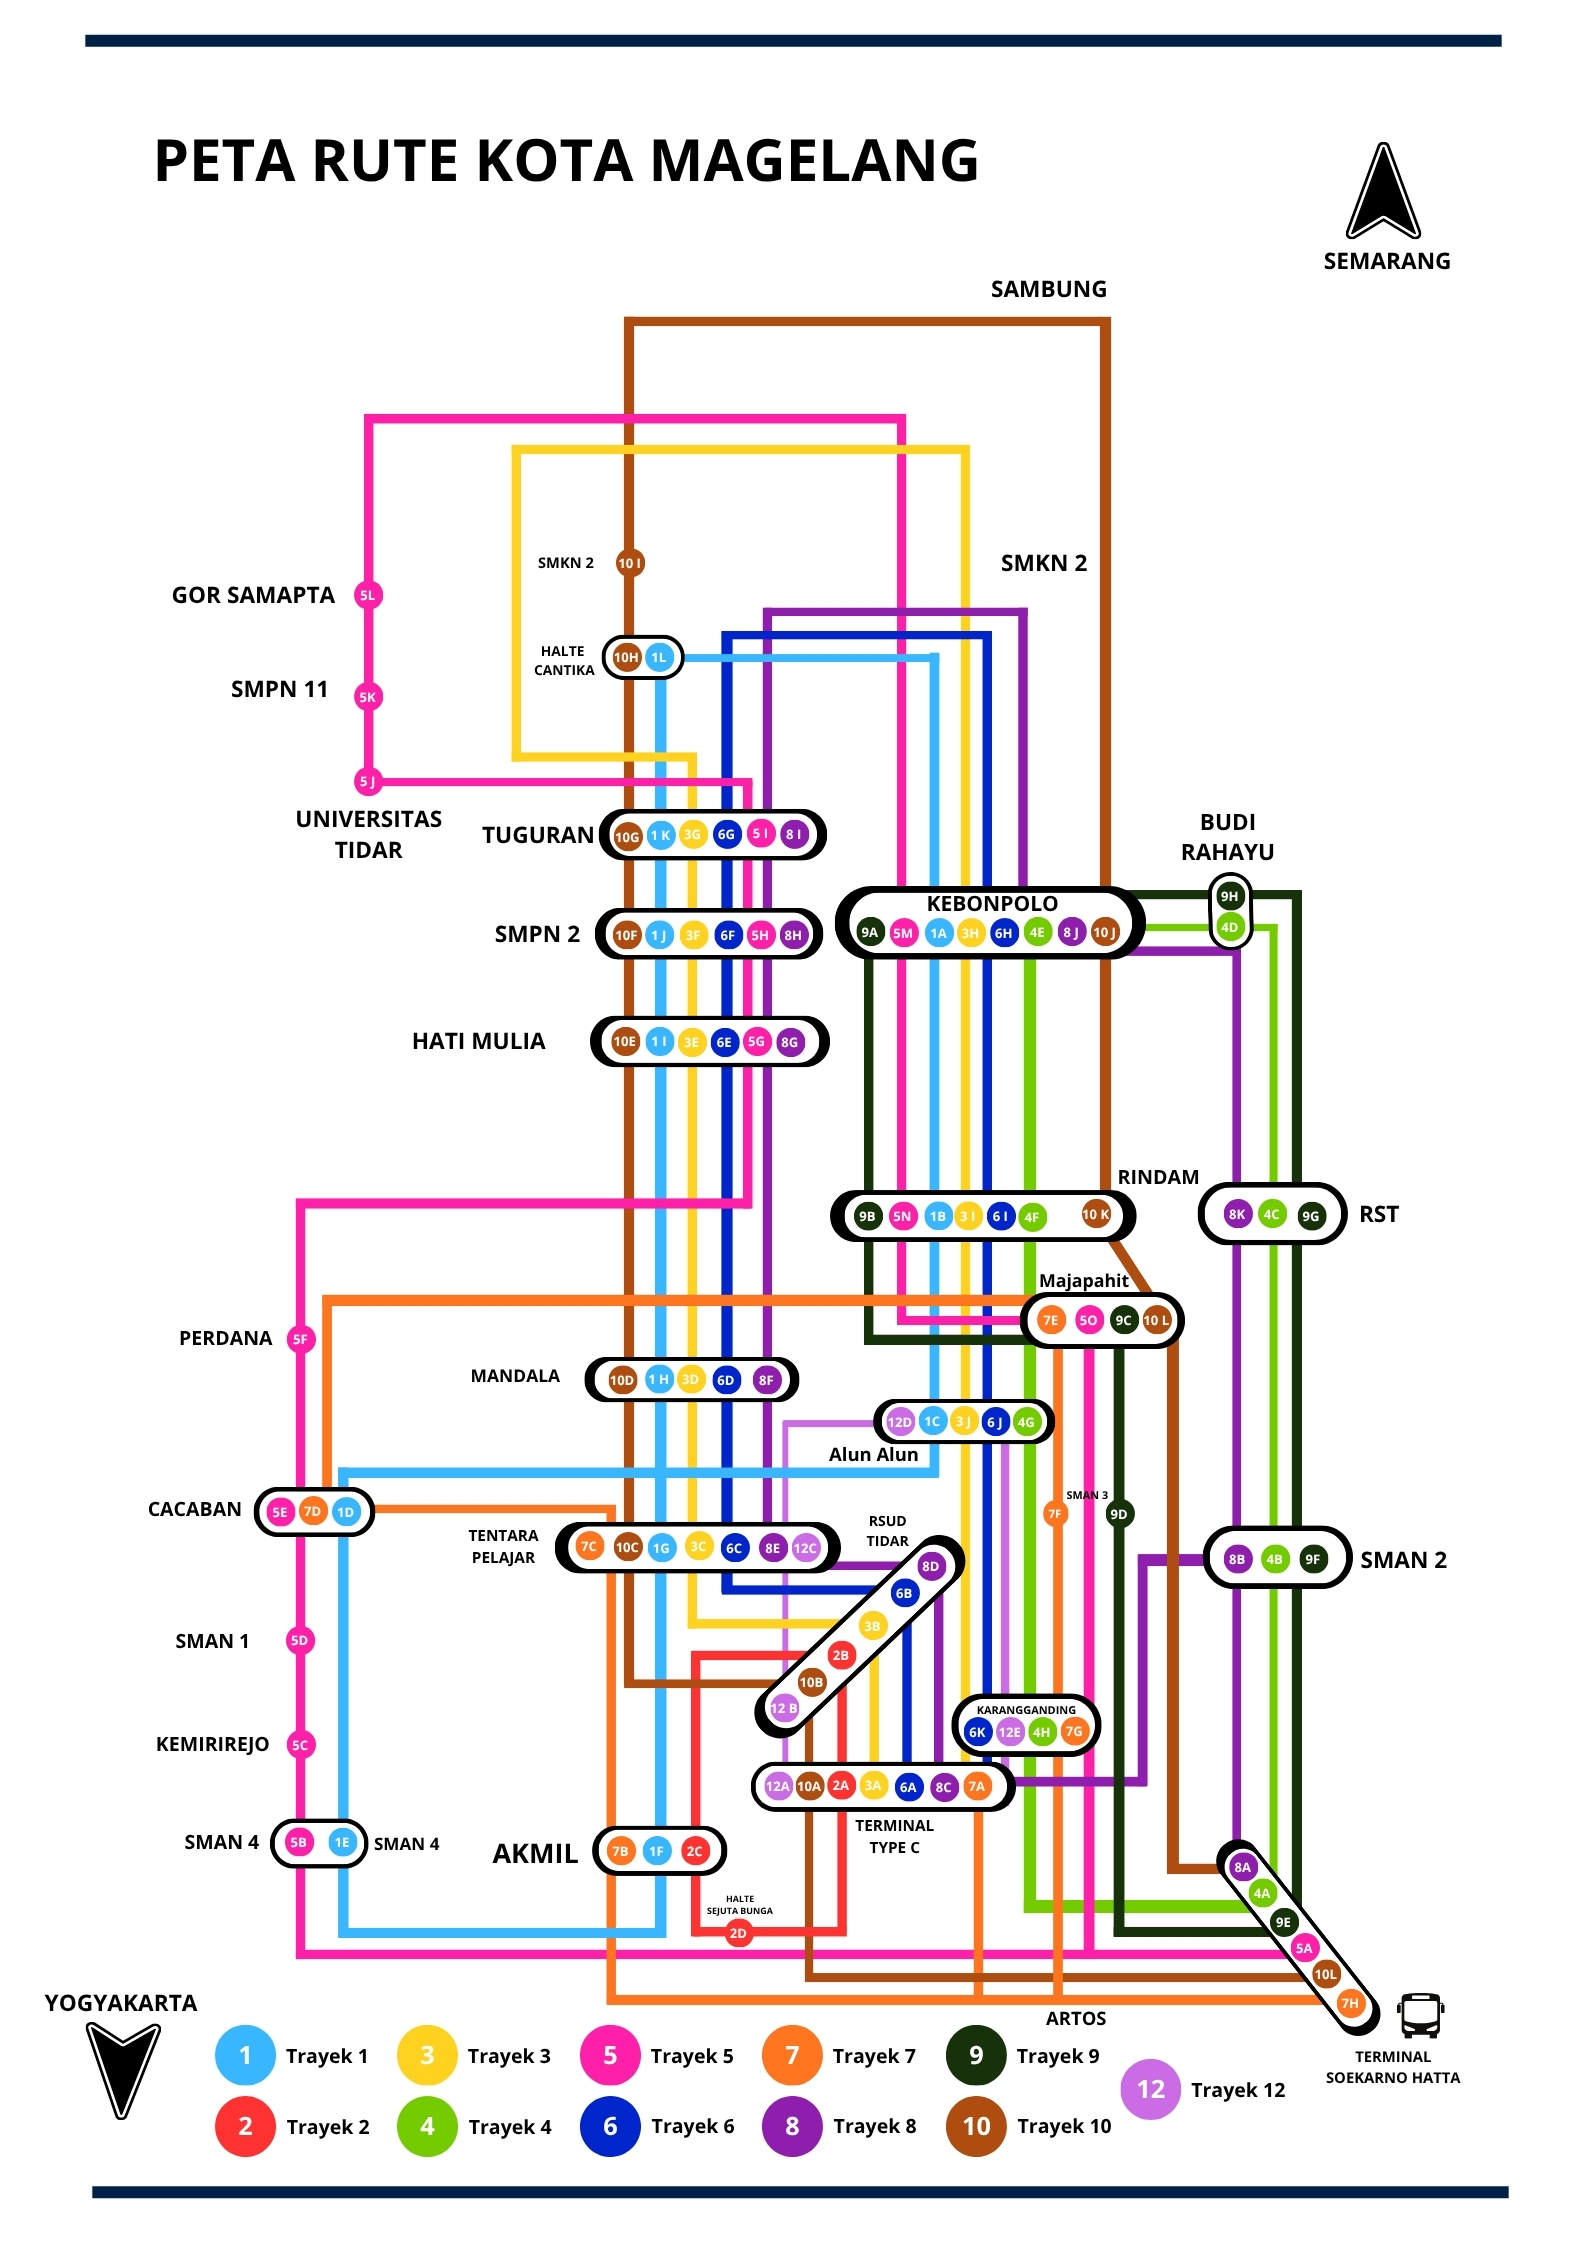 PETA RUTE KOTA MAGELANG
SEMARANG
SAMBUNG
SMKN 2
10 I
SMKN 2
GOR SAMAPTA
5L
HALTE
CANTIKA
10H 1L
SMPN 11
5K
5 J
UNIVERSITAS
TIDAR
TUGURAN
10G 1 K 3G 6G 5 I 8 I
BUDI
RAHAYU
9H
4D
KEBONPOLO
9A 5M 1A 3H 6H 4E 8 J 10 J
SMPN 2
10F 1 J 3F 6F 5H 8H
HATI MULIA
10E 1 I 3E 6E 5G 8G
RINDAM
9B 5N 1B 3 I 6 I 4F 10 K
8K 4C 9G
RST
Majapahit
7E 5O 9C 10 L
PERDANA
5F
MANDALA
10D 1 H 3D 6D 8F
12D 1C 3 J 6 J 4G
Alun Alun
CACABAN
5E 7D 1D
SMAN 3
7F 9D
TENTARA
PELAJAR
7C 10C 1G 3C 6C 8E 12C
RSUD
TIDAR
8D
6B
3B
2B
10B
12 B
8B 4B 9F
SMAN 2
SMAN 1
5D
KARANGGANDING
6K 12E 4H 7G
KEMIRIREJO
5C
12A 10A 2A 3A 6A 8C 7A
TERMINAL
TYPE C
SMAN 4
5B 1E
SMAN 4
AKMIL
7B 1F 2C
HALTE
SEJUTA BUNGA
2D
8A
4A
9E
5A
10L
7H
ARTOS
TERMINAL
SOEKARNO HATTA
YOGYAKARTA
1 Trayek 1
3 Trayek 3
5 Trayek 5
7 Trayek 7
9 Trayek 9
12 Trayek 12
2 Trayek 2
4 Trayek 4
6 Trayek 6
8 Trayek 8
10 Trayek 10